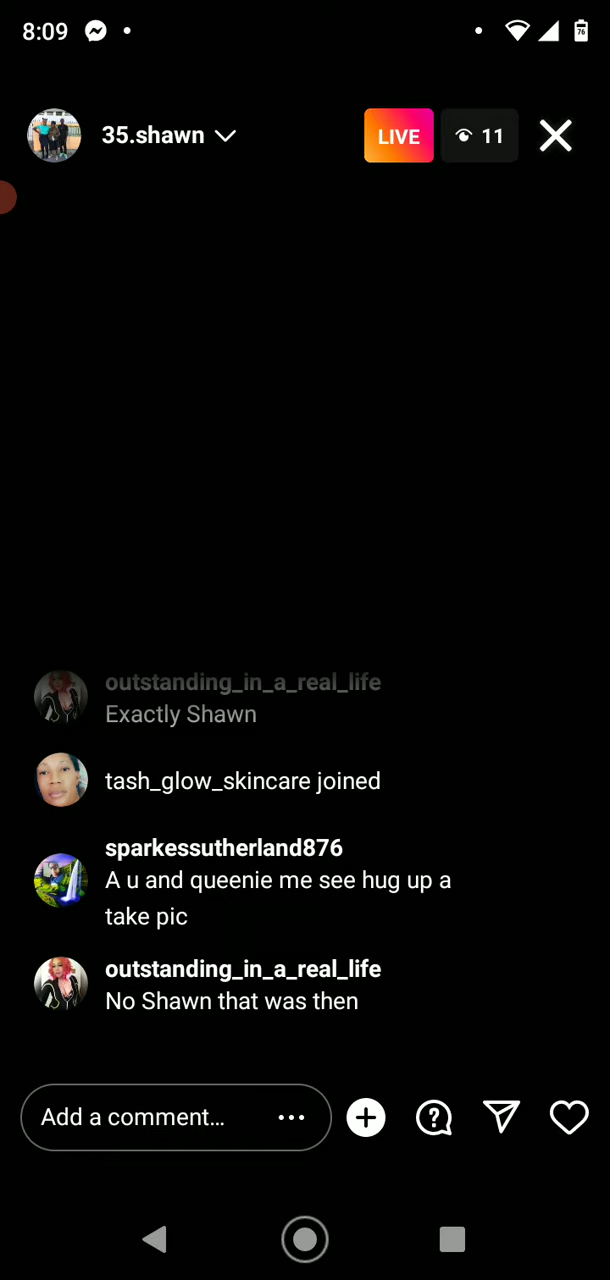 8:09
76
35.shawn
LIVE
11
outstanding_in_a_real_life
Exactly Shawn
tash_glow_skincare joined
sparkessutherland876
A u and queenie me see hug up a
take pic
outstanding_in_a_real_life
No Shawn that was then
Add a comment...